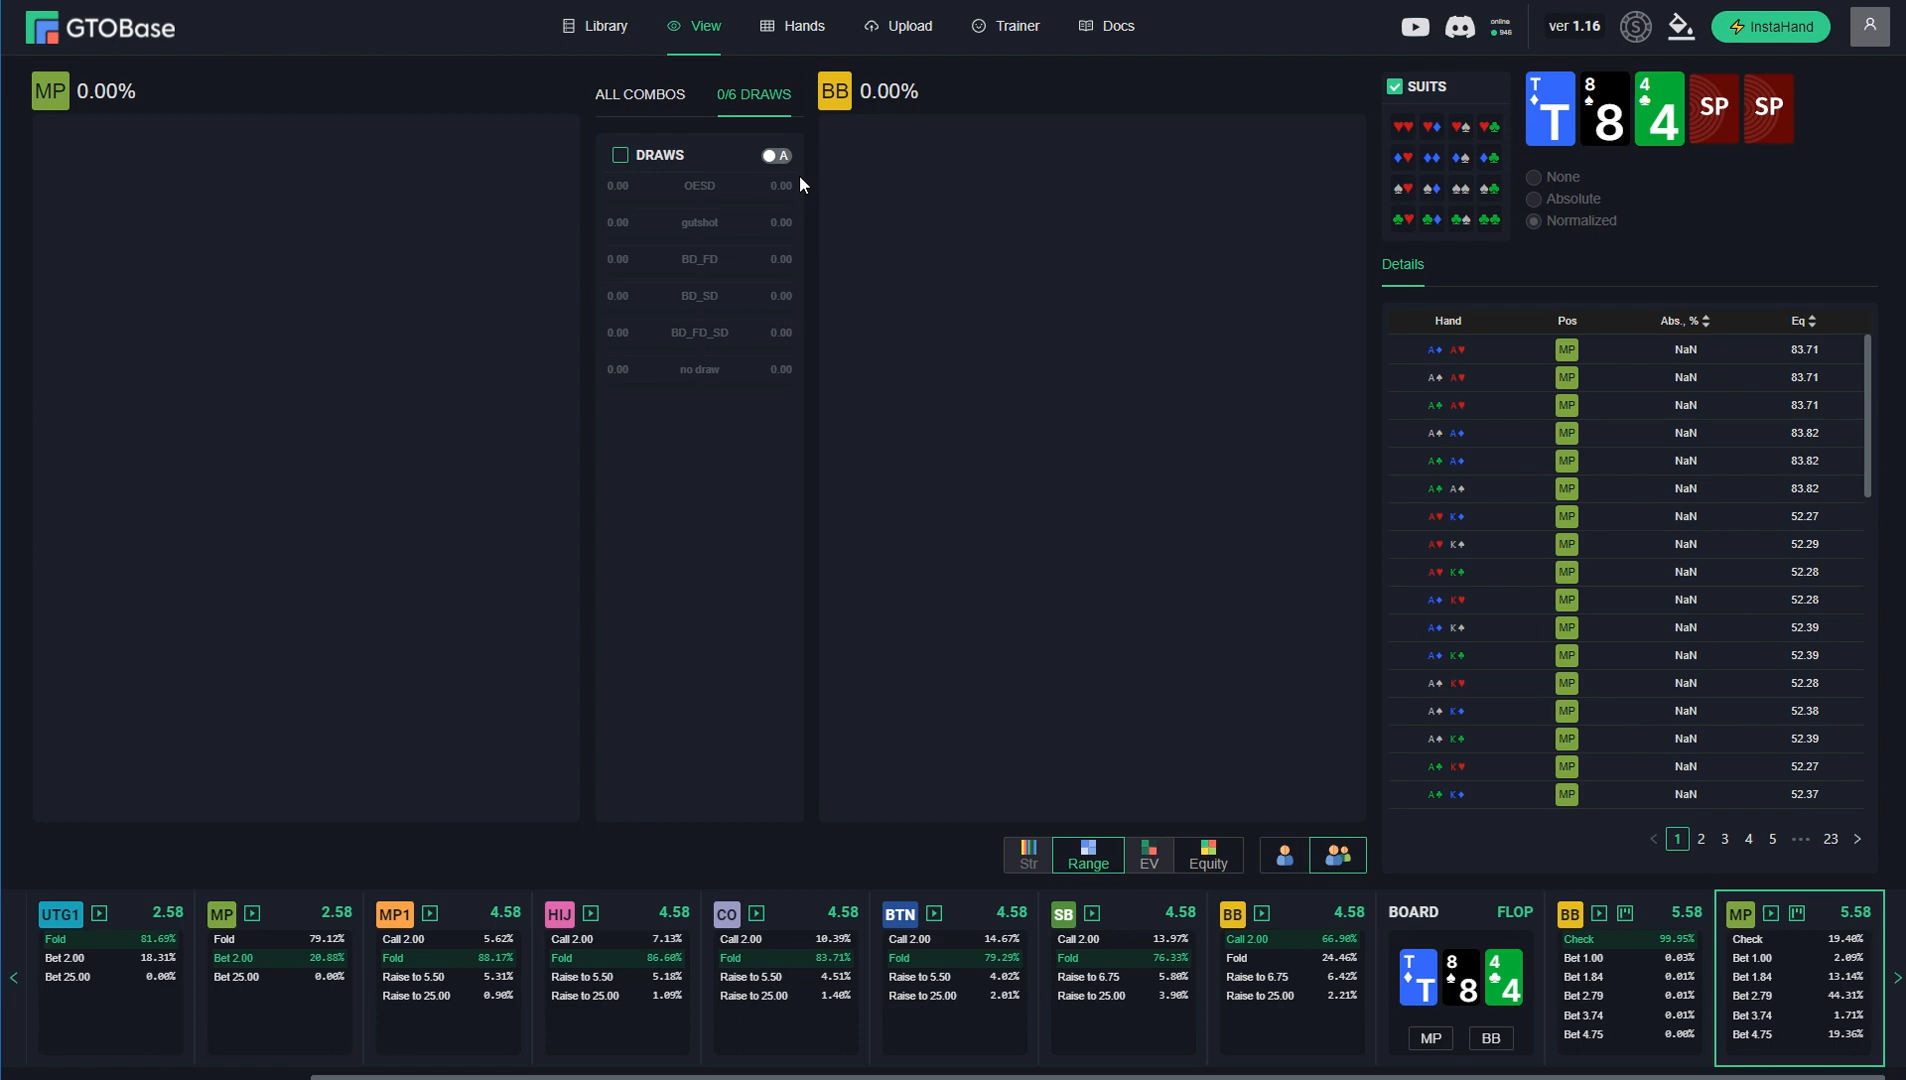 GTOBase
Library
View
Hands
Upload
Trainer
Docs
online
946
ver 1.16
S
InstaHand
MP 0.00%
ALL COMBOS
0/6 DRAWS
BB 0.00%
DRAWS
A
0.00 OESD 0.00
0.00 gutshot 0.00
0.00 BD_FD 0.00
0.00 BD_SD 0.00
0.00 BD_FD_SD 0.00
0.00 no draw 0.00
SUITS
♥♥ ♥♦ ♥♠ ♥♣
♦♥ ♦♦ ♦♠ ♦♣
♠♥ ♠♦ ♠♠ ♠♣
♣♥ ♣♦ ♣♠ ♣♣
T♦ T 8♠ 8 4♣ 4 SP SP
None
Absolute
Normalized
Details
Hand Pos Abs., % Eq
A♦ A♥ MP NaN 83.71
A♠ A♥ MP NaN 83.71
A♣ A♥ MP NaN 83.71
A♠ A♦ MP NaN 83.82
A♣ A♦ MP NaN 83.82
A♣ A♠ MP NaN 83.82
A♥ K♦ MP NaN 52.27
A♥ K♠ MP NaN 52.29
A♥ K♣ MP NaN 52.28
A♦ K♥ MP NaN 52.28
A♦ K♠ MP NaN 52.39
A♦ K♣ MP NaN 52.39
A♠ K♥ MP NaN 52.28
A♠ K♦ MP NaN 52.38
A♠ K♣ MP NaN 52.39
A♣ K♥ MP NaN 52.27
A♣ K♦ MP NaN 52.37
< 1 2 3 4 5 ••• 23 >
Str
Range
EV
Equity
UTG1 2.58
Fold 81.69%
Bet 2.00 18.31%
Bet 25.00 0.00%
MP 2.58
Fold 79.12%
Bet 2.00 20.88%
Bet 25.00 0.00%
MP1 4.58
Call 2.00 5.62%
Fold 88.17%
Raise to 5.50 5.31%
Raise to 25.00 0.90%
HIJ 4.58
Call 2.00 7.13%
Fold 86.60%
Raise to 5.50 5.18%
Raise to 25.00 1.09%
CO 4.58
Call 2.00 10.39%
Fold 83.71%
Raise to 5.50 4.51%
Raise to 25.00 1.40%
BTN 4.58
Call 2.00 14.67%
Fold 79.29%
Raise to 5.50 4.02%
Raise to 25.00 2.01%
SB 4.58
Call 2.00 13.97%
Fold 76.33%
Raise to 6.75 5.80%
Raise to 25.00 3.90%
BB 4.58
Call 2.00 66.90%
Fold 24.46%
Raise to 6.75 6.42%
Raise to 25.00 2.21%
BOARD FLOP
T♦ T 8♠ 8 4♣ 4
MP BB
BB 5.58
Check 99.95%
Bet 1.00 0.03%
Bet 1.84 0.01%
Bet 2.79 0.01%
Bet 3.74 0.01%
Bet 4.75 0.00%
MP 5.58
Check 19.40%
Bet 1.00 2.09%
Bet 1.84 13.14%
Bet 2.79 44.31%
Bet 3.74 1.71%
Bet 4.75 19.36%